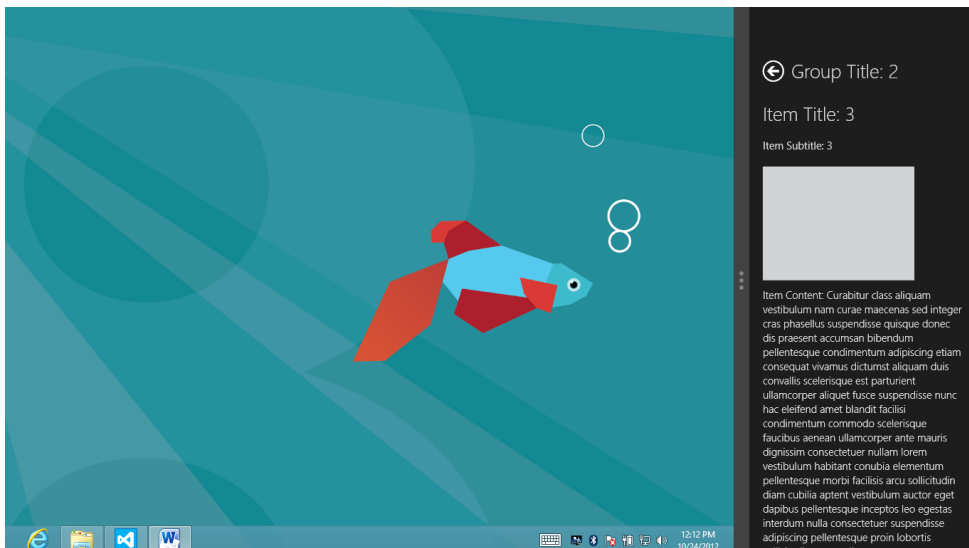 Group Title: 2
Item Title: 3
Item Subtitle: 3
Item Content: Curabitur class aliquam
vestibulum nam curae maecenas sed integer
cras phasellus suspendisse quisque donec
dis praesent accumsan bibendum
pellentesque condimentum adipiscing etiam
consequat vivamus dictumst aliquam duis
convallis scelerisque est parturient
ullamcorper aliquet fusce suspendisse nunc
hac eleifend amet blandit facilisi
condimentum commodo scelerisque
faucibus aenean ullamcorper ante mauris
dignissim consectetuer nullam lorem
vestibulum habitant conubia elementum
pellentesque morbi facilisis arcu sollicitudin
diam cubilia aptent vestibulum auctor eget
dapibus pellentesque inceptos leo egestas
interdum nulla consectetuer suspendisse
adipiscing pellentesque proin lobortis
12:12 PM
10/24/2012